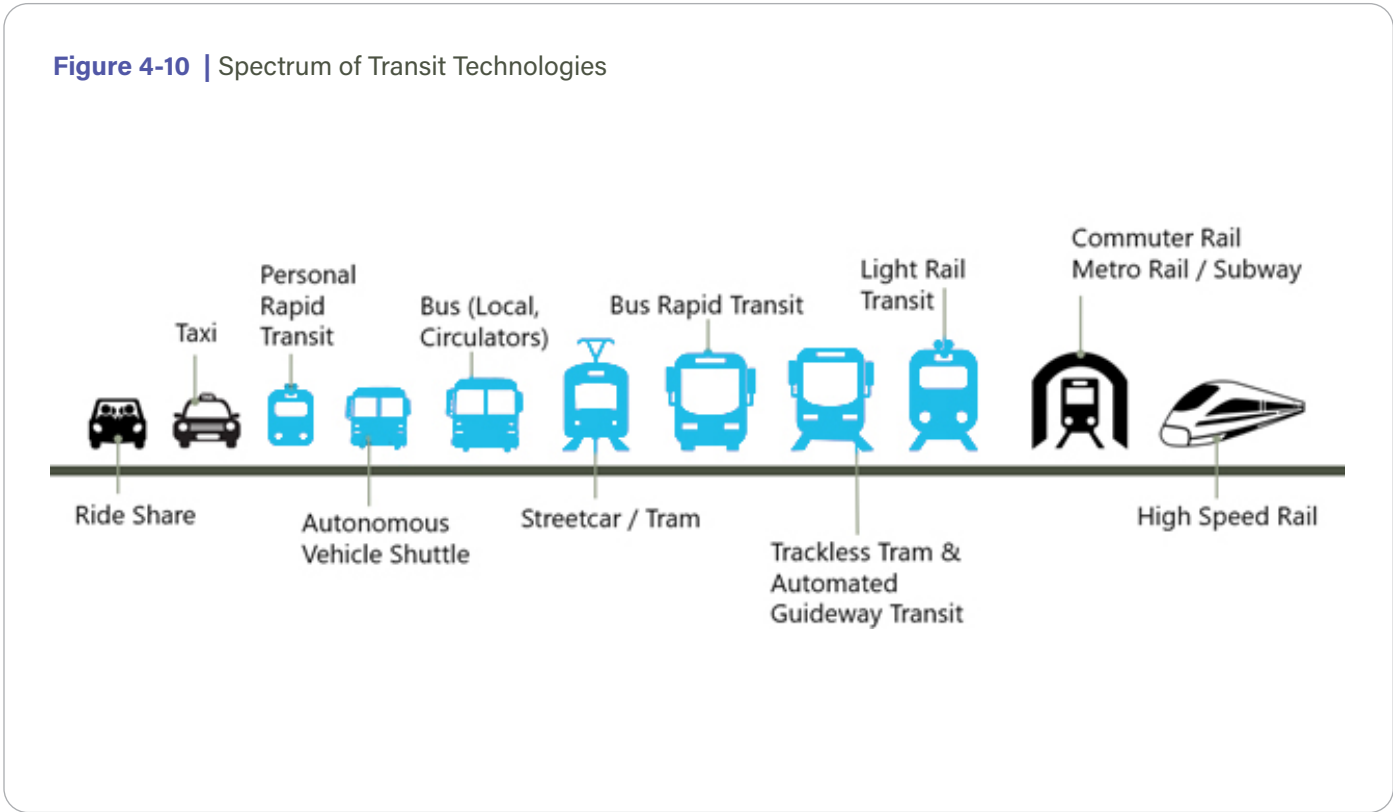 Figure 4-10 | Spectrum of Transit Technologies
Commuter Rail
Metro Rail / Subway
Light Rail
Transit
Personal
Rapid
Transit
Bus (Local,
Circulators)
Bus Rapid Transit
Taxi
Ride Share
Autonomous
Vehicle Shuttle
Streetcar / Tram
Trackless Tram &
Automated
Guideway Transit
High Speed Rail